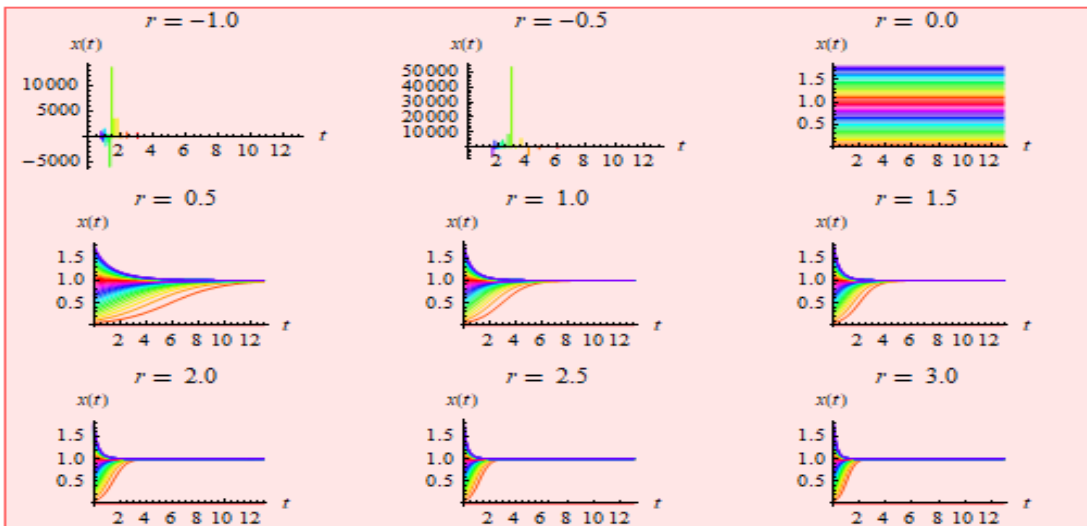 r = −1.0 r = −0.5 r = 0.0
x(t) x(t) x(t)
10000
5000
−5000
2 4 6 8 10 12 t
50000
40000
30000
20000
10000
2 4 6 8 10 12 t
1.5
1.0
0.5
2 4 6 8 10 12 t
r = 0.5 r = 1.0 r = 1.5
x(t) x(t) x(t)
1.5 1.5 1.5
1.0 1.0 1.0
0.5 0.5 0.5
2 4 6 8 10 12 t 2 4 6 8 10 12 t 2 4 6 8 10 12 t
r = 2.0 r = 2.5 r = 3.0
x(t) x(t) x(t)
1.5 1.5 1.5
1.0 1.0 1.0
0.5 0.5 0.5
2 4 6 8 10 12 t 2 4 6 8 10 12 t 2 4 6 8 10 12 t